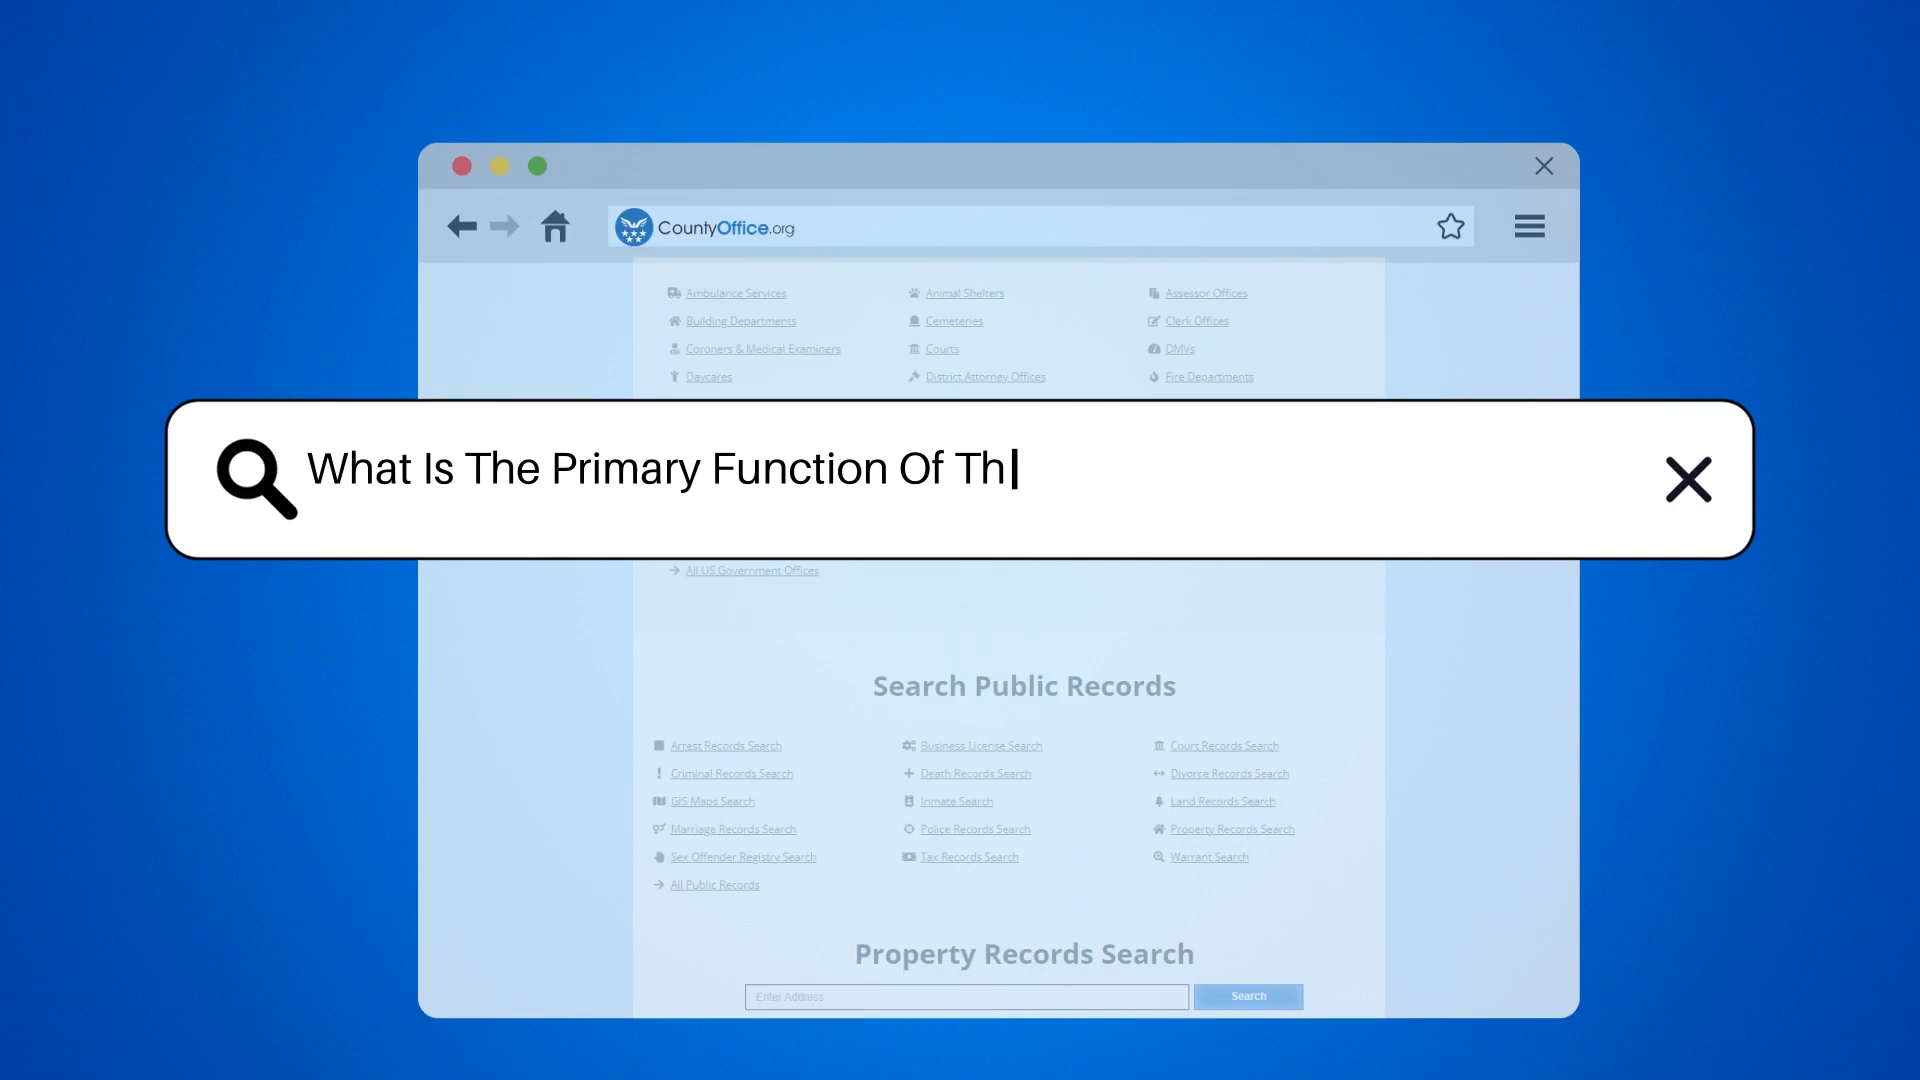 CountyOffice.org
Ambulance Services Animal Shelters Assessor Offices
Building Departments Cemeteries Clerk Offices
Coroners & Medical Examiners Courts DMVs
Daycares District Attorney Offices Fire Departments
What Is The Primary Function Of Th
All US Government Offices
Search Public Records
Arrest Records Search Business License Search Court Records Search
Criminal Records Search Death Records Search Divorce Records Search
GIS Maps Search Inmate Search Land Records Search
Marriage Records Search Police Records Search Property Records Search
Sex Offender Registry Search Tax Records Search Warrant Search
All Public Records
Property Records Search
Enter Address Search